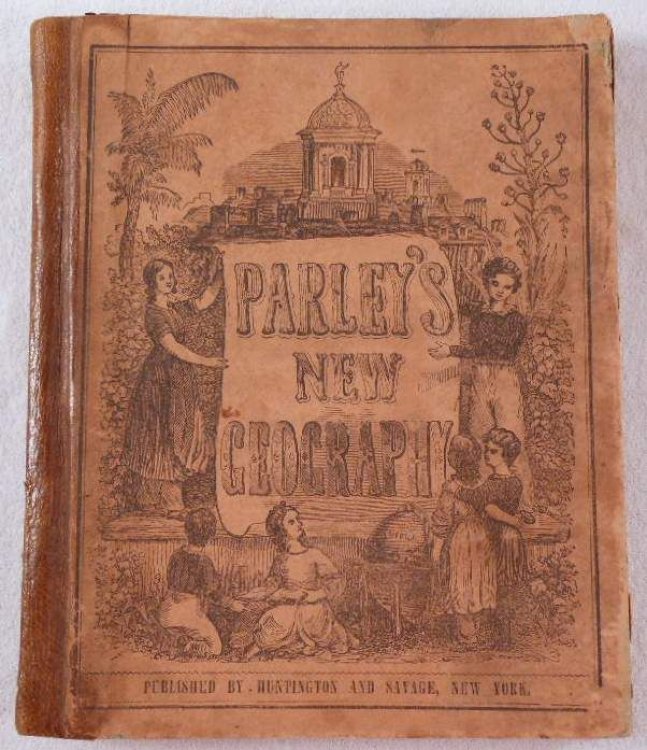 PARLEY'S
NEW
GEOGRAPHY
PUBLISHED BY HUNTINGTON AND SAVAGE, NEW YORK.